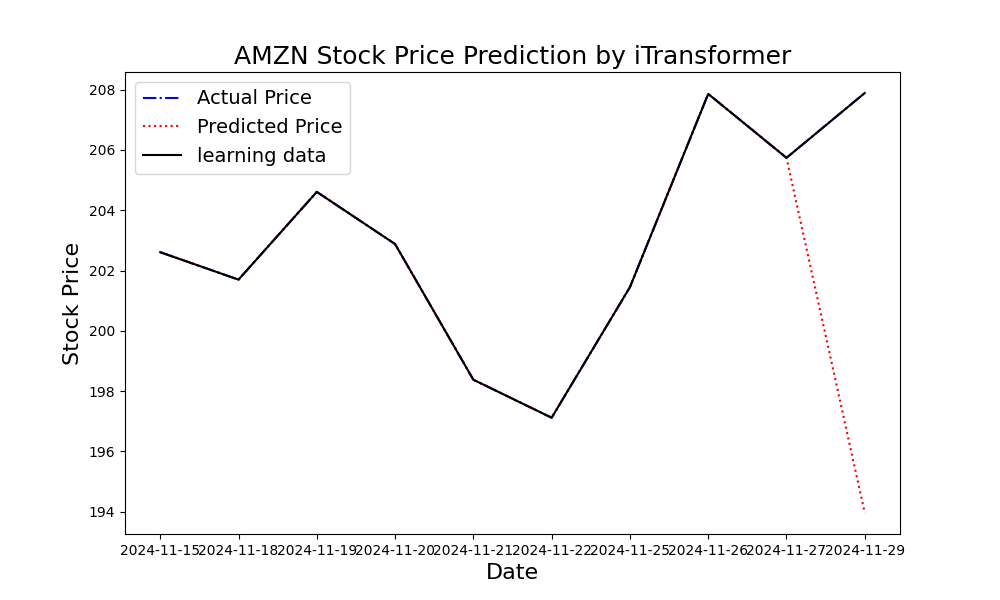 AMZN Stock Price Prediction by iTransformer
Actual Price
Predicted Price
learning data
Stock Price
208
206
204
202
200
198
196
194
2024-11-15 2024-11-18 2024-11-19 2024-11-20 2024-11-21 2024-11-22 2024-11-25 2024-11-26 2024-11-27 2024-11-29
Date